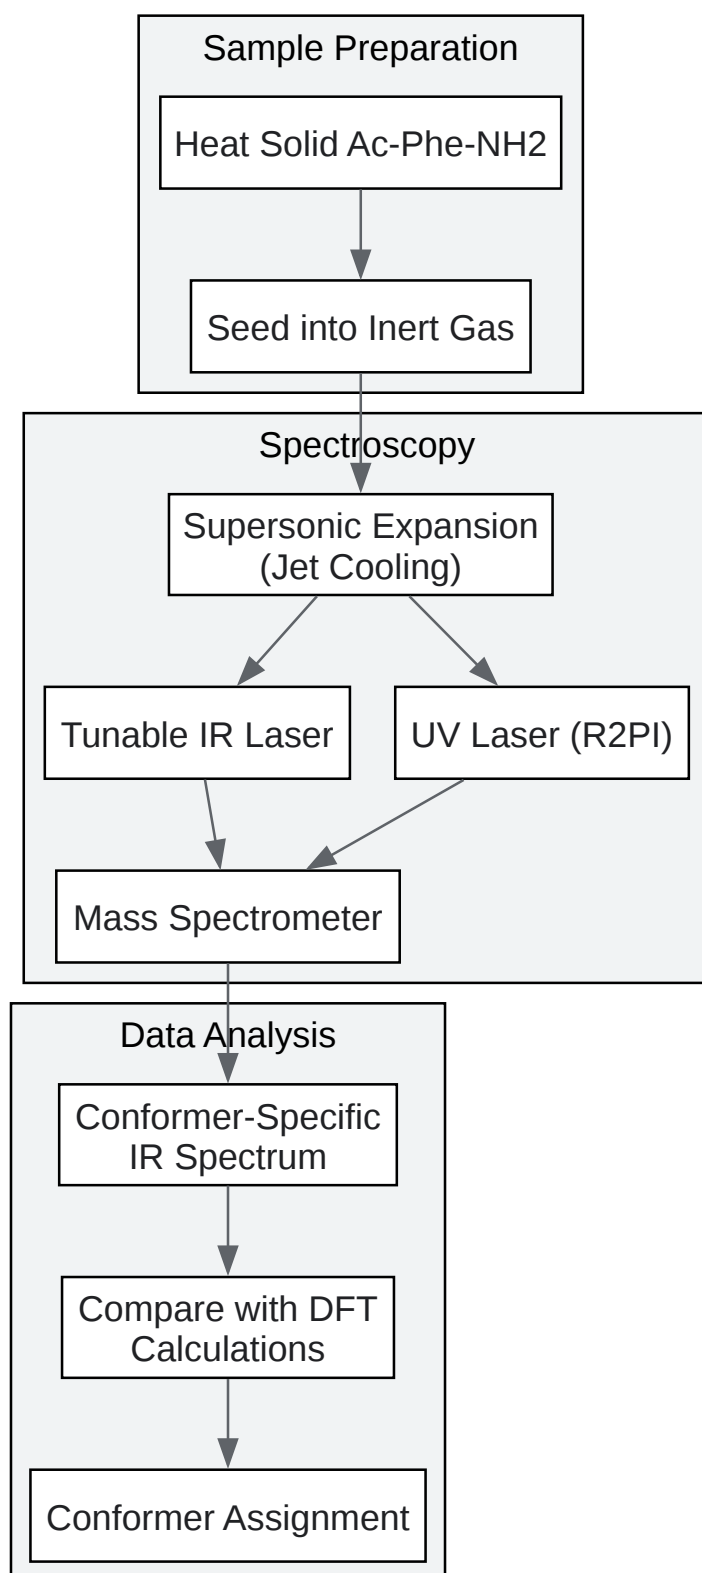 Sample Preparation
Heat Solid Ac-Phe-NH2
Seed into Inert Gas
Spectroscopy
Supersonic Expansion
(Jet Cooling)
Tunable IR Laser
UV Laser (R2PI)
Mass Spectrometer
Data Analysis
Conformer-Specific
IR Spectrum
Compare with DFT
Calculations
Conformer Assignment